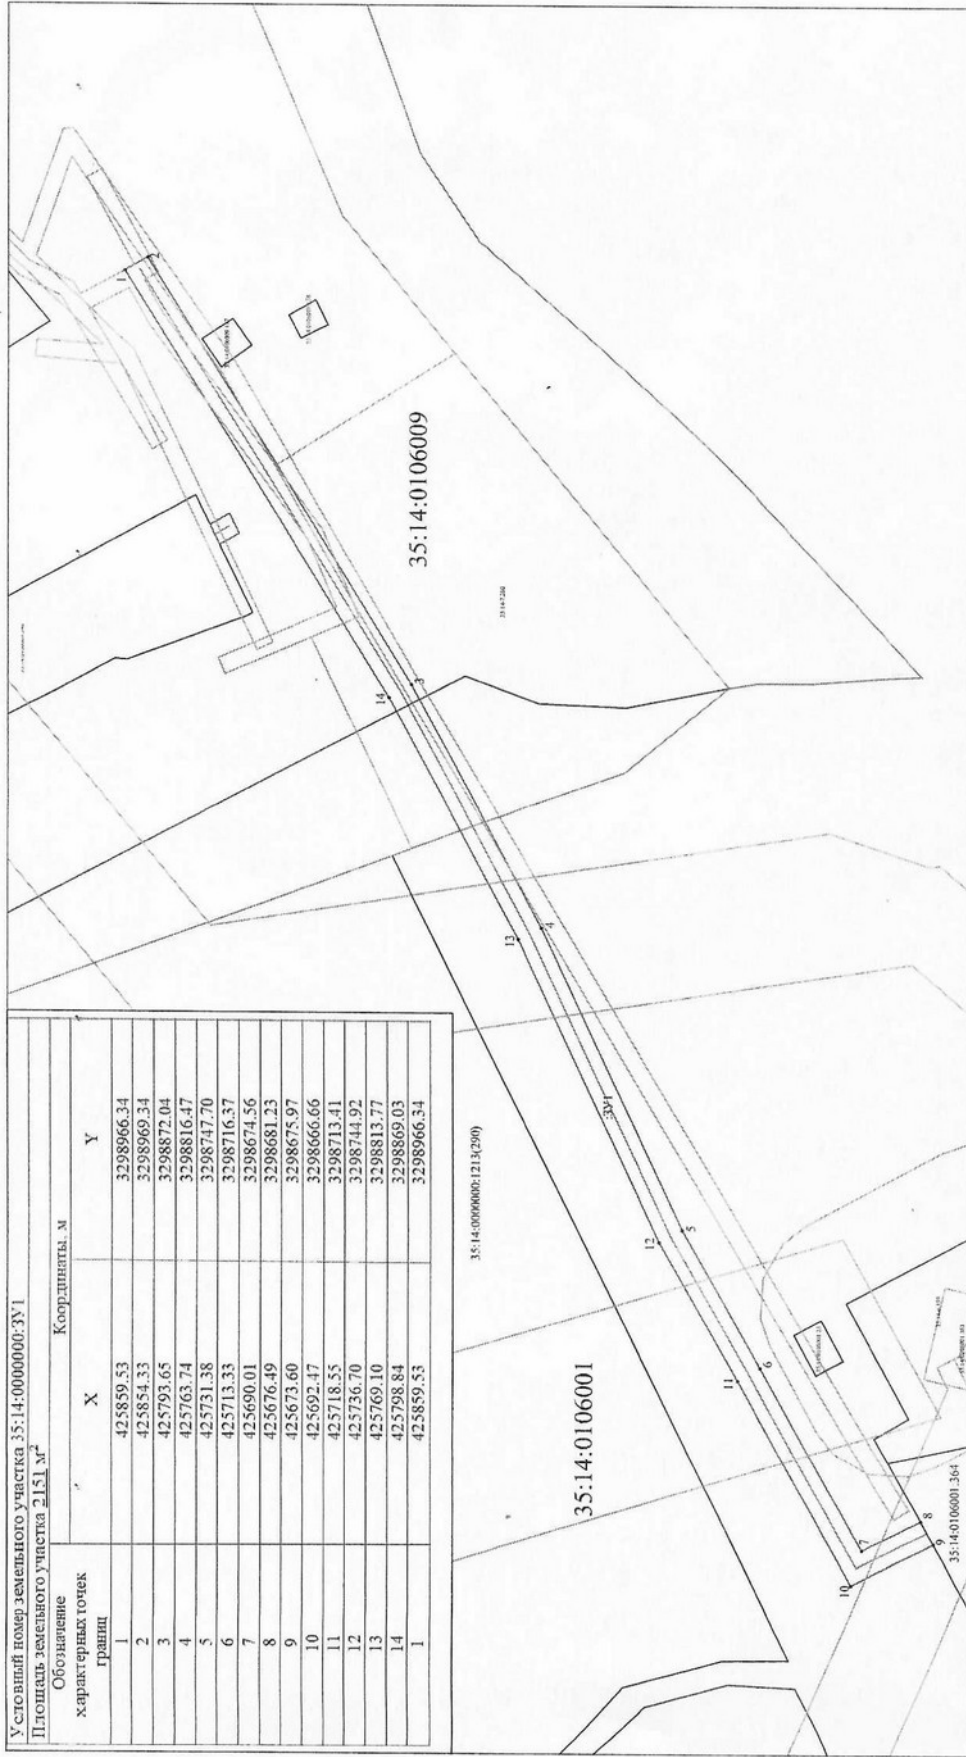 Условный номер земельного участка 35:14:0000000:ЗУ1
Площадь земельного участка 2151 м²
Обозначение характерных точек границ
Координаты, м
X Y
1 425859.53 3298966.34
2 425854.33 3298969.34
3 425793.65 3298872.04
4 425763.74 3298816.47
5 425731.38 3298747.70
6 425713.33 3298716.37
7 425690.01 3298674.56
8 425676.49 3298681.23
9 425673.60 3298675.97
10 425692.47 3298666.66
11 425718.55 3298713.41
12 425736.70 3298744.92
13 425769.10 3298813.77
14 425798.84 3298869.03
1 425859.53 3298966.34
35:14:0000000:1213(290)
35:14:0106001
35:14:0106009
:ЗУ1
35:14:0106001:364
1
2
3
4
5
6
7
8
9
10
11
12
13
14